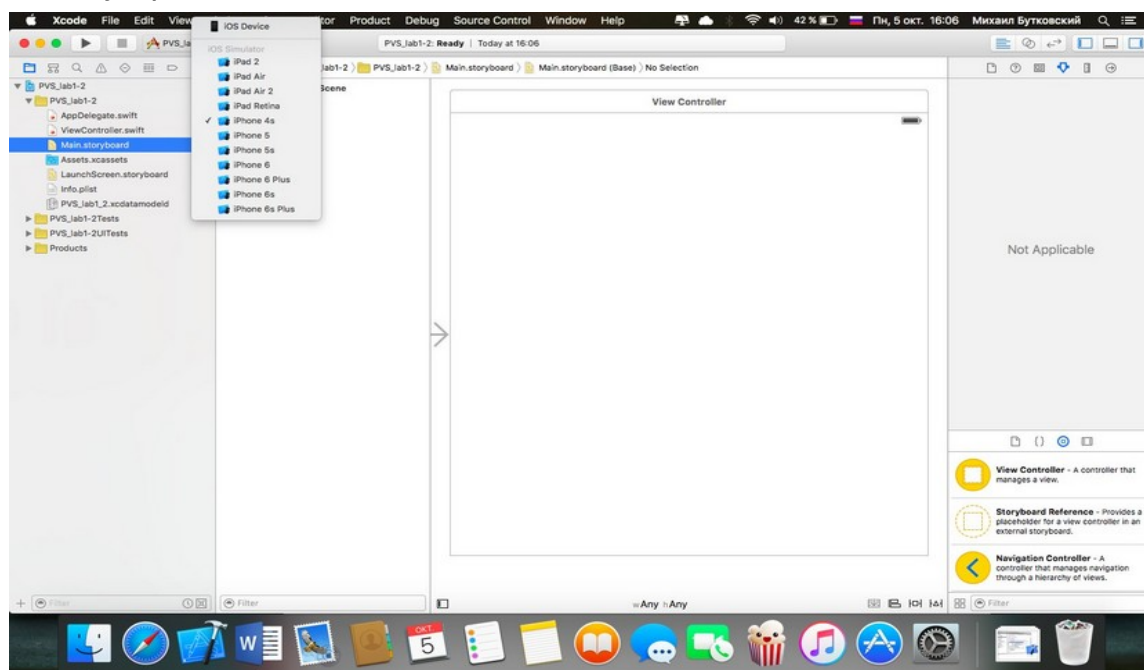 Xcode File Edit View tor Product Debug Source Control Window Help 42 % Пн, 5 окт. 16:06 Михаил Бутковский
iOS Device
PVS_la
PVS_lab1-2: Ready | Today at 16:06
iOS Simulator
iPad 2
iPad Air
iPad Air 2
iPad Retina
iPhone 4s
iPhone 5
iPhone 5s
iPhone 6
iPhone 6 Plus
iPhone 6s
iPhone 6s Plus
lab1-2 PVS_lab1-2 Main.storyboard Main.storyboard (Base) No Selection
PVS_lab1-2
PVS_lab1-2
AppDelegate.swift
ViewController.swift
Main.storyboard
Assets.xcassets
LaunchScreen.storyboard
Info.plist
PVS_lab1_2.xcdatamodeld
PVS_lab1-2Tests
PVS_lab1-2UITests
Products
Scene
View Controller
Not Applicable
View Controller - A controller that
manages a view.
Storyboard Reference - Provides a
placeholder for a view controller in an
external storyboard.
Navigation Controller - A
controller that manages navigation
through a hierarchy of views.
Filter
Filter
wAny hAny
Filter
W
ОКТ
5